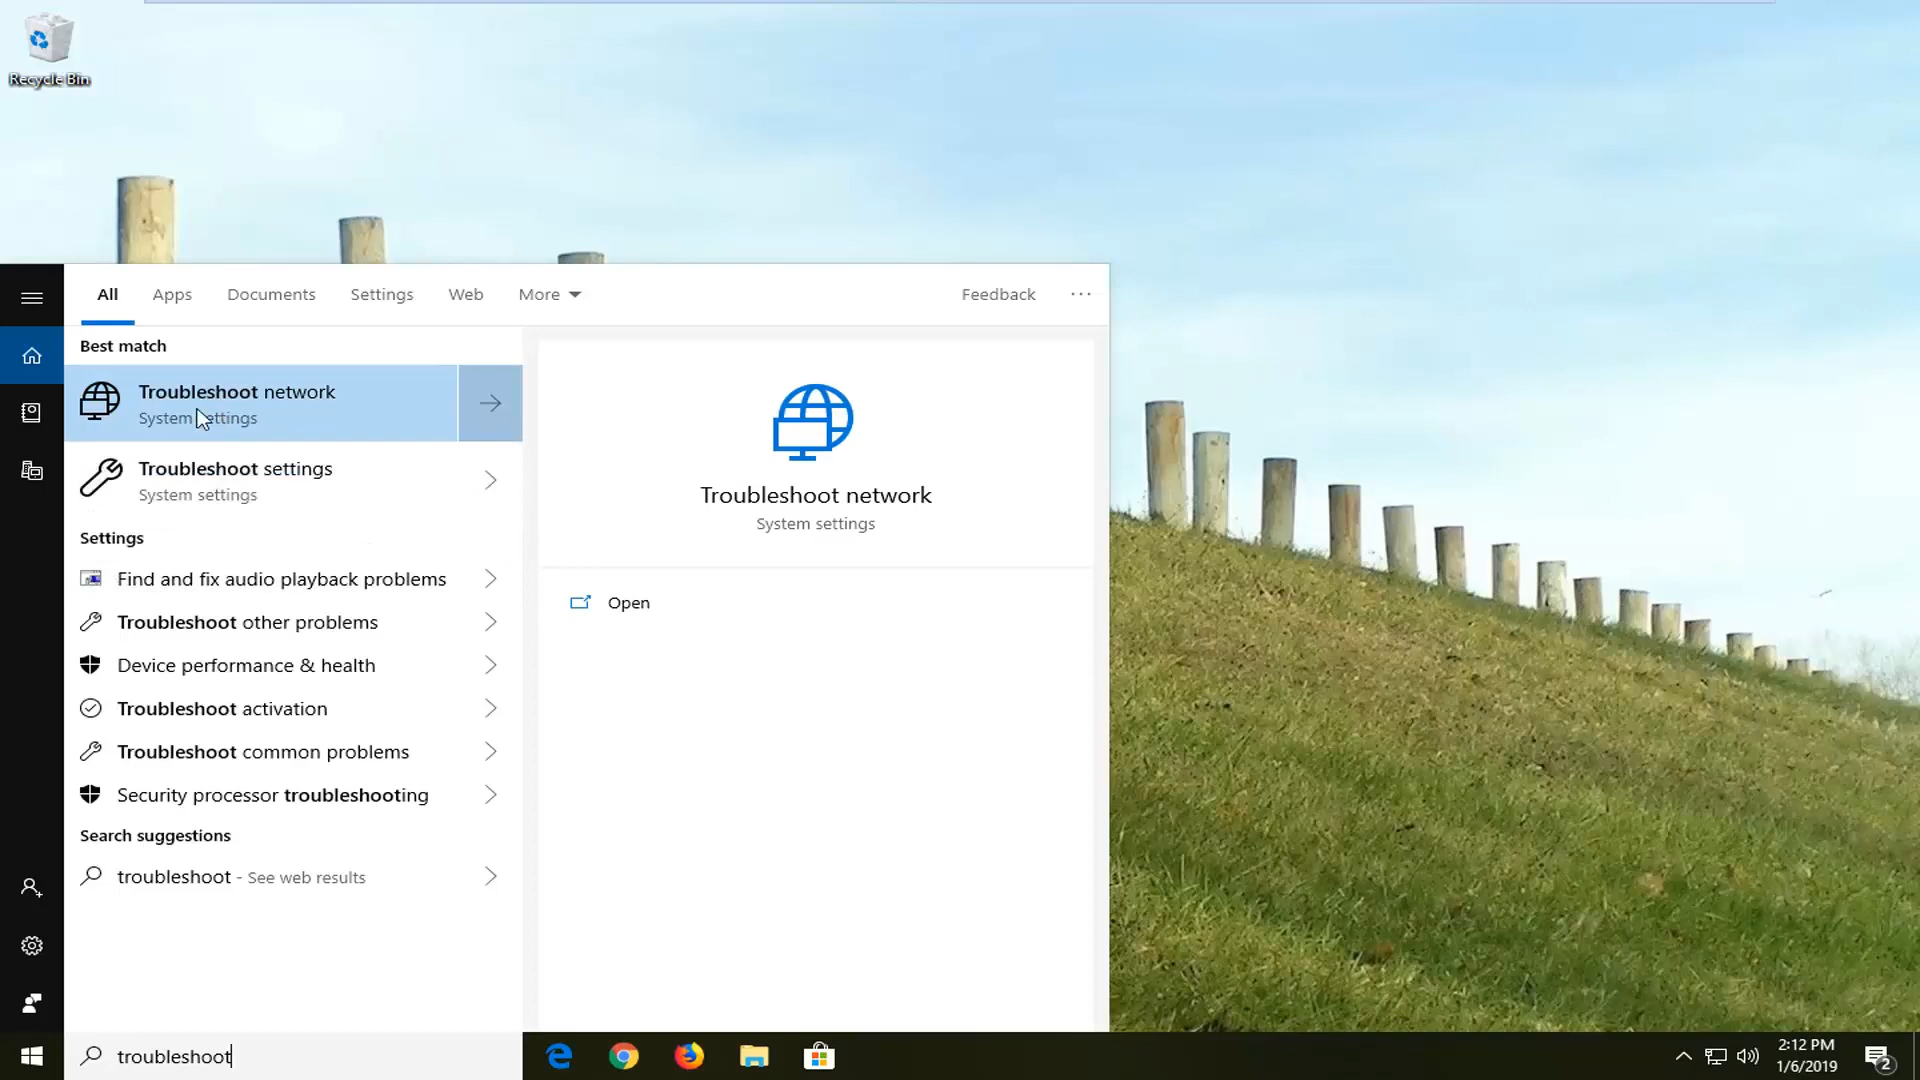 Recycle Bin
All
Apps
Documents
Settings
Web
More
Feedback
Best match
Troubleshoot network
System settings
Troubleshoot settings
System settings
Settings
Find and fix audio playback problems
Troubleshoot other problems
Device performance & health
Troubleshoot activation
Troubleshoot common problems
Security processor troubleshooting
Search suggestions
troubleshoot - See web results
Troubleshoot network
System settings
Open
troubleshoot
2:12 PM
1/6/2019
2